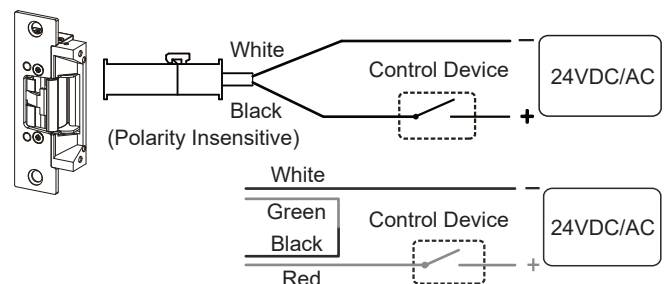 White
−
Control Device
24VDC/AC
Black
+
(Polarity Insensitive)
White
−
Green
Control Device
24VDC/AC
Black
+
Red